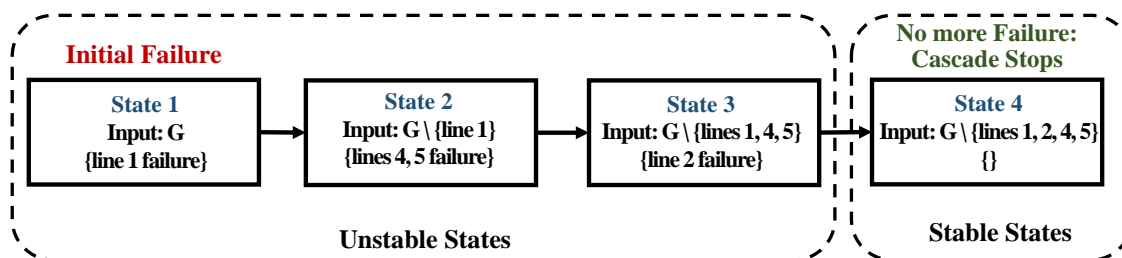 Initial Failure
State 1
Input: G
{line 1 failure}
State 2
Input: G \ {line 1}
{lines 4, 5 failure}
State 3
Input: G \ {lines 1, 4, 5}
{line 2 failure}
Unstable States
No more Failure:
Cascade Stops
State 4
Input: G \ {lines 1, 2, 4, 5}
{}
Stable States